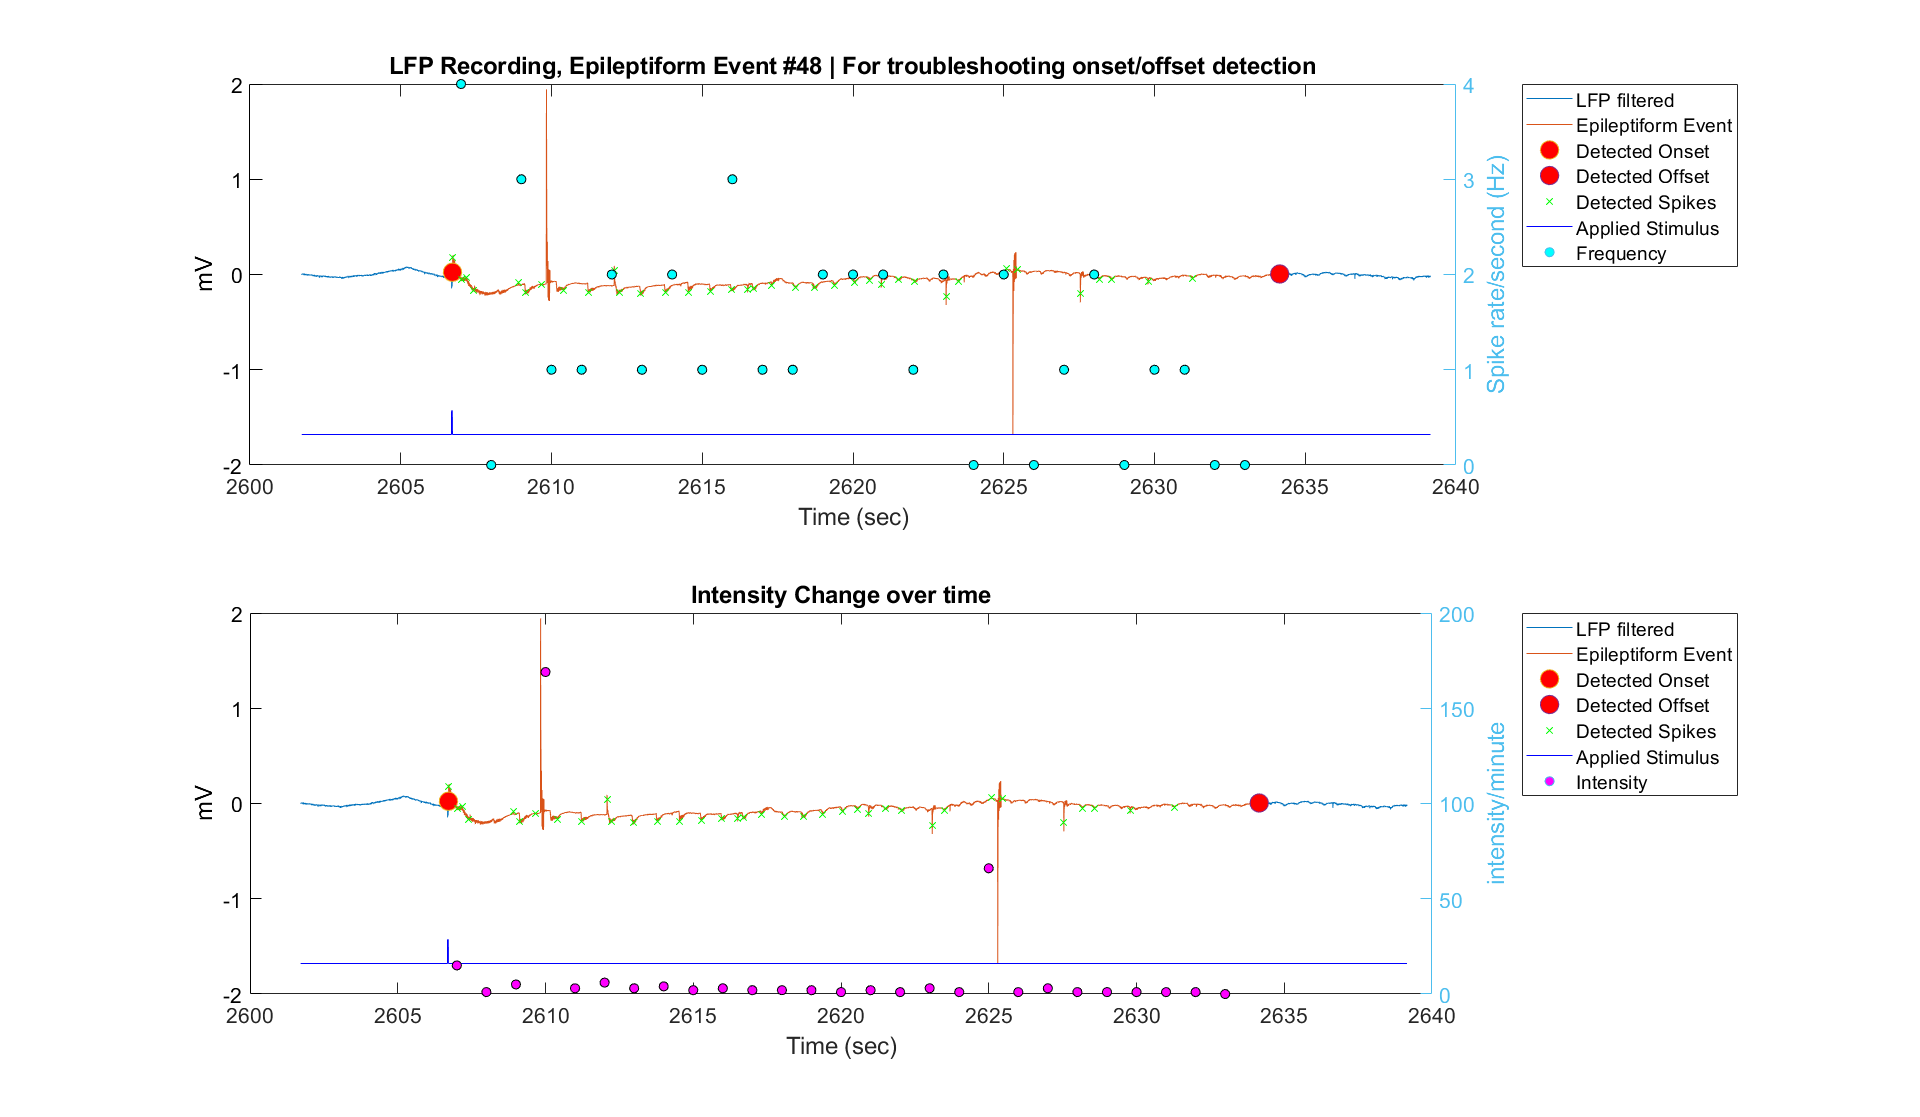 LFP Recording, Epileptiform Event #48 | For troubleshooting onset/offset detection
2
1
0
-1
-2
mV
4
3
2
1
0
Spike rate/second (Hz)
2600 2605 2610 2615 2620 2625 2630 2635 2640
Time (sec)
LFP filtered
Epileptiform Event
Detected Onset
Detected Offset
Detected Spikes
Applied Stimulus
Frequency
Intensity Change over time
2
1
0
-1
-2
mV
200
150
100
50
0
intensity/minute
2600 2605 2610 2615 2620 2625 2630 2635 2640
Time (sec)
LFP filtered
Epileptiform Event
Detected Onset
Detected Offset
Detected Spikes
Applied Stimulus
Intensity